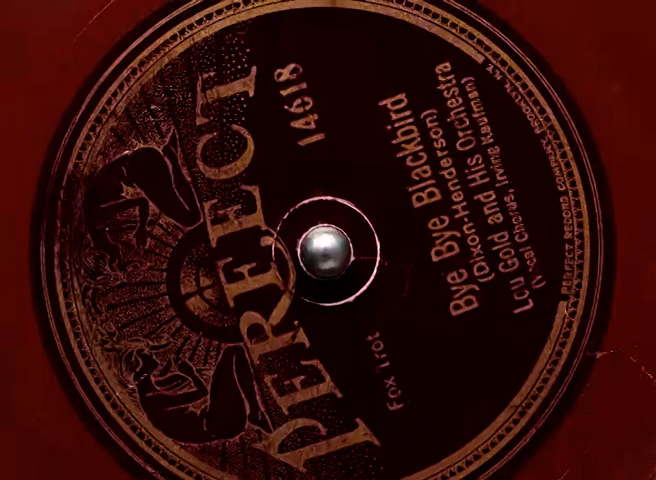 PERFECT
14618
Fox Trot
Bye Bye Blackbird
(Dixon-Henderson)
Lou Gold and His Orchestra
(Vocal Chorus, Irving Kaufman)
PERFECT RECORD COMPANY, BROOKLYN, N.Y.